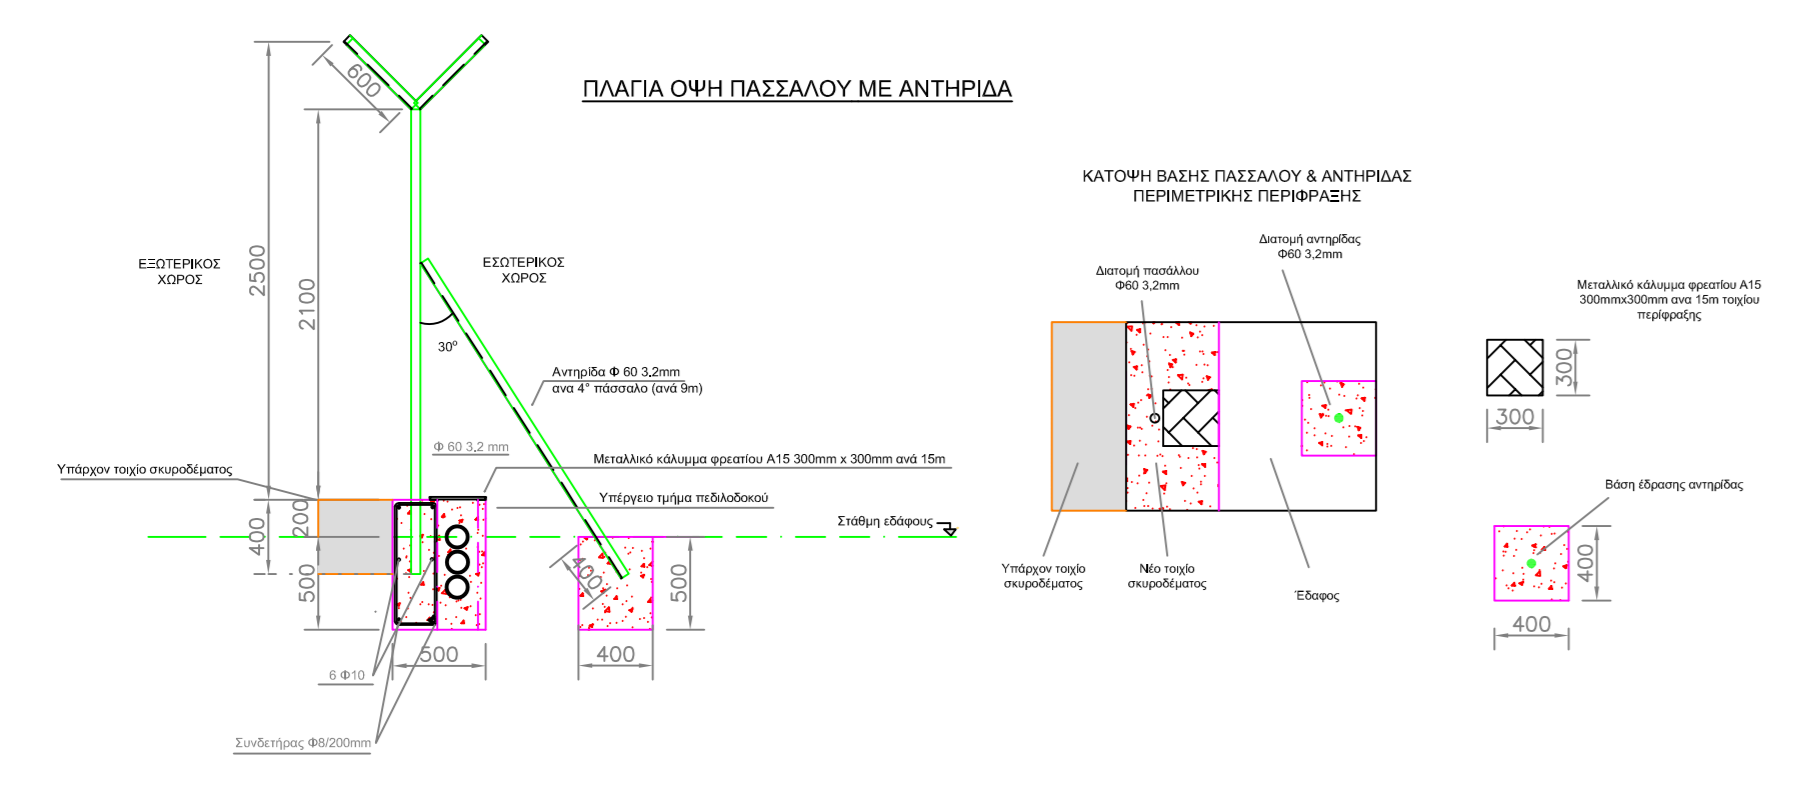 ΠΛΑΓΙΑ ΟΨΗ ΠΑΣΣΑΛΟΥ ΜΕ ΑΝΤΗΡΙΔΑ
600
2500
2100
ΕΞΩΤΕΡΙΚΟΣ
ΧΩΡΟΣ
ΕΣΩΤΕΡΙΚΟΣ
ΧΩΡΟΣ
30°
Αντηρίδα Φ 60 3,2mm
ανα 4° πάσσαλο (ανά 9m)
Φ 60 3,2 mm
Υπάρχον τοιχίο σκυροδέματος
Μεταλλικό κάλυμμα φρεατίου Α15 300mm x 300mm ανά 15m
Υπέργειο τμήμα πεδιλοδοκού
Στάθμη εδάφους
400
200
500
400
500
500
400
6 Φ10
Συνδετήρας Φ8/200mm
ΚΑΤΟΨΗ ΒΑΣΗΣ ΠΑΣΣΑΛΟΥ & ΑΝΤΗΡΙΔΑΣ
ΠΕΡΙΜΕΤΡΙΚΗΣ ΠΕΡΙΦΡΑΞΗΣ
Διατομή αντηρίδας
Φ60 3,2mm
Διατομή πασάλλου
Φ60 3,2mm
Υπάρχον τοιχίο
σκυροδέματος
Νέο τοιχίο
σκυροδέματος
Έδαφος
Μεταλλικό κάλυμμα φρεατίου Α15
300mmx300mm ανα 15m τοιχίου
περίφραξης
300
300
Βάση έδρασης αντηρίδας
400
400